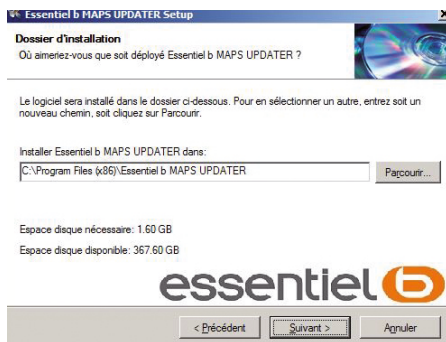 Essentiel b MAPS UPDATER Setup
Dossier d'installation
Où aimeriez-vous que soit déployé Essentiel b MAPS UPDATER ?
Le logiciel sera installé dans le dossier ci-dessous. Pour en sélectionner un autre, entrez soit un
nouveau chemin, soit cliquez sur Parcourir.
Installer Essentiel b MAPS UPDATER dans:
C:\Program Files (x86)\Essentiel b MAPS UPDATER
Parcourir...
Espace disque nécessaire: 1.60 GB
Espace disque disponible: 367.60 GB
essentiel b
< Précédent
Suivant >
Annuler